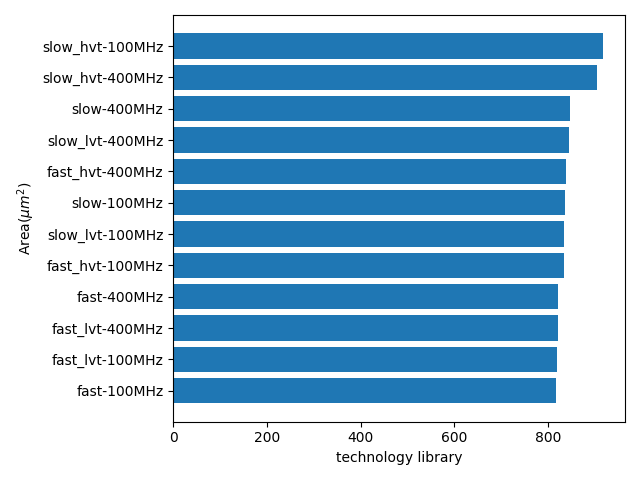 slow_hvt-100MHz
slow_hvt-400MHz
slow-400MHz
slow_lvt-400MHz
fast_hvt-400MHz
slow-100MHz
slow_lvt-100MHz
fast_hvt-100MHz
fast-400MHz
fast_lvt-400MHz
fast_lvt-100MHz
fast-100MHz
Area(μm²)
0 200 400 600 800
technology library